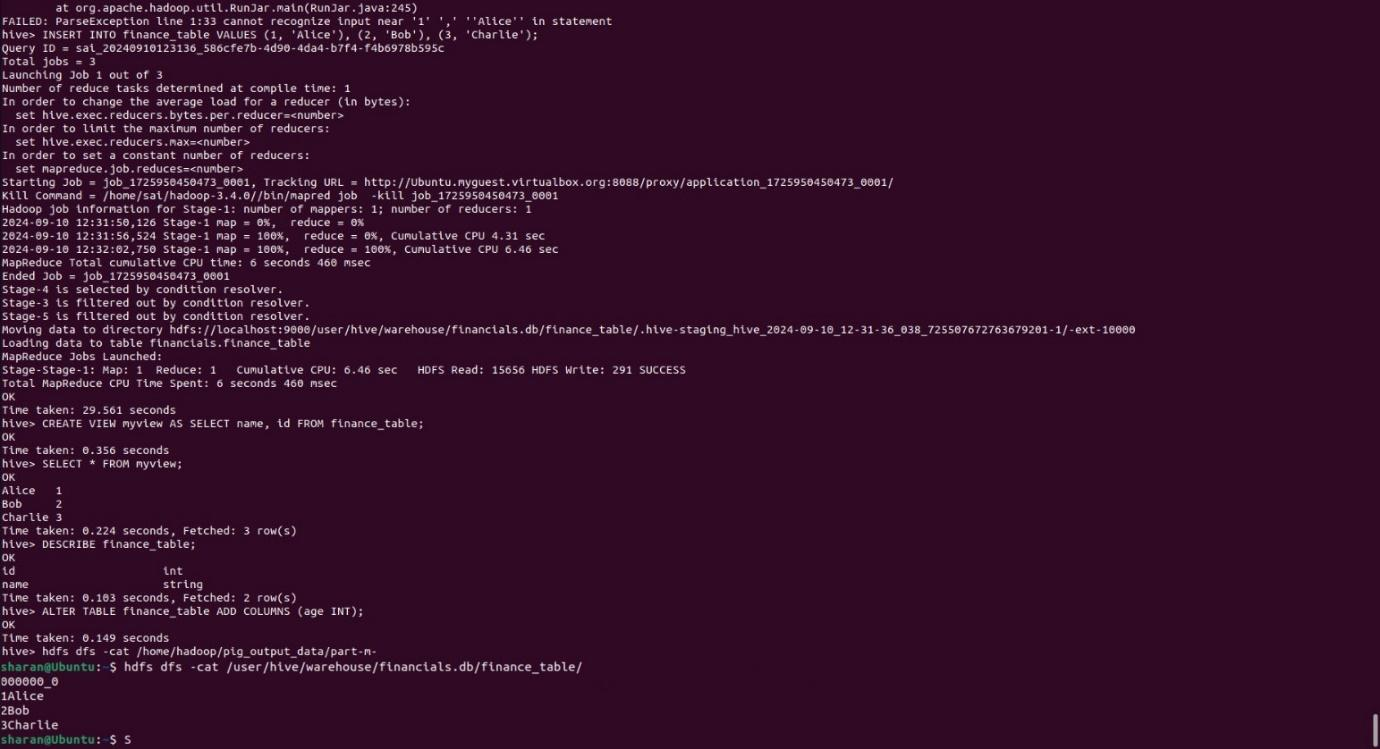 at org.apache.hadoop.util.RunJar.main(RunJar.java:245)
FAILED: ParseException line 1:33 cannot recognize input near '1' ',' ''Alice'' in statement
hive> INSERT INTO finance_table VALUES (1, 'Alice'), (2, 'Bob'), (3, 'Charlie');
Query ID = sai_20240910123136_586cfe7b-4d90-4da4-b7f4-f4b6978b595c
Total jobs = 3
Launching Job 1 out of 3
Number of reduce tasks determined at compile time: 1
In order to change the average load for a reducer (in bytes):
  set hive.exec.reducers.bytes.per.reducer=<number>
In order to limit the maximum number of reducers:
  set hive.exec.reducers.max=<number>
In order to set a constant number of reducers:
  set mapreduce.job.reduces=<number>
Starting Job = job_1725950450473_0001, Tracking URL = http://Ubuntu.myguest.virtualbox.org:8088/proxy/application_1725950450473_0001/
Kill Command = /home/sai/hadoop-3.4.0//bin/mapred job  -kill job_1725950450473_0001
Hadoop job information for Stage-1: number of mappers: 1; number of reducers: 1
2024-09-10 12:31:50,126 Stage-1 map = 0%,  reduce = 0%
2024-09-10 12:31:56,524 Stage-1 map = 100%,  reduce = 0%, Cumulative CPU 4.31 sec
2024-09-10 12:32:02,750 Stage-1 map = 100%,  reduce = 100%, Cumulative CPU 6.46 sec
MapReduce Total cumulative CPU time: 6 seconds 460 msec
Ended Job = job_1725950450473_0001
Stage-4 is selected by condition resolver.
Stage-3 is filtered out by condition resolver.
Stage-5 is filtered out by condition resolver.
Moving data to directory hdfs://localhost:9000/user/hive/warehouse/financials.db/finance_table/.hive-staging_hive_2024-09-10_12-31-36_038_725507672763679201-1/-ext-10000
Loading data to table financials.finance_table
MapReduce Jobs Launched:
Stage-Stage-1: Map: 1  Reduce: 1   Cumulative CPU: 6.46 sec   HDFS Read: 15656 HDFS Write: 291 SUCCESS
Total MapReduce CPU Time Spent: 6 seconds 460 msec
OK
Time taken: 29.561 seconds
hive> CREATE VIEW myview AS SELECT name, id FROM finance_table;
OK
Time taken: 0.356 seconds
hive> SELECT * FROM myview;
OK
Alice   1
Bob     2
Charlie 3
Time taken: 0.224 seconds, Fetched: 3 row(s)
hive> DESCRIBE finance_table;
OK
id                      int
name                    string
Time taken: 0.103 seconds, Fetched: 2 row(s)
hive> ALTER TABLE finance_table ADD COLUMNS (age INT);
OK
Time taken: 0.149 seconds
hive> hdfs dfs -cat /home/hadoop/pig_output_data/part-m-
sharan@Ubuntu:~$ hdfs dfs -cat /user/hive/warehouse/financials.db/finance_table/
000000_0
1Alice
2Bob
3Charlie
sharan@Ubuntu:~$ S